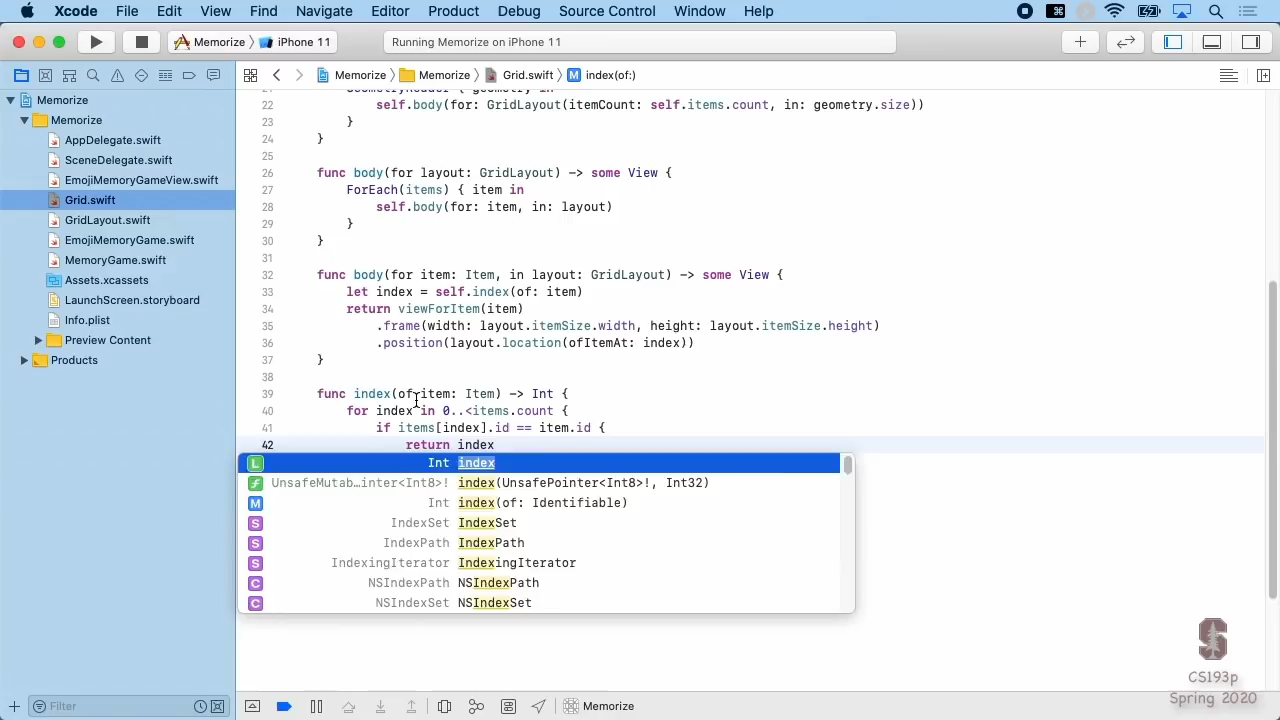 Xcode File Edit View Find Navigate Editor Product Debug Source Control Window Help
Memorize iPhone 11 Running Memorize on iPhone 11
Memorize Memorize Grid.swift M index(of:)
Memorize
Memorize
AppDelegate.swift
SceneDelegate.swift
EmojiMemoryGameView.swift
Grid.swift
GridLayout.swift
EmojiMemoryGame.swift
MemoryGame.swift
Assets.xcassets
LaunchScreen.storyboard
Info.plist
Preview Content
Products
Filter
22 self.body(for: GridLayout(itemCount: self.items.count, in: geometry.size))
23 }
24 }
25
26 func body(for layout: GridLayout) -> some View {
27 ForEach(items) { item in
28 self.body(for: item, in: layout)
29 }
30 }
31
32 func body(for item: Item, in layout: GridLayout) -> some View {
33 let index = self.index(of: item)
34 return viewForItem(item)
35 .frame(width: layout.itemSize.width, height: layout.itemSize.height)
36 .position(layout.location(ofItemAt: index))
37 }
38
39 func index(of item: Item) -> Int {
40 for index in 0..<items.count {
41 if items[index].id == item.id {
42 return index
L Int index
f UnsafeMutab…inter<Int8>! index(UnsafePointer<Int8>!, Int32)
M Int index(of: Identifiable)
S IndexSet IndexSet
S IndexPath IndexPath
S IndexingIterator IndexingIterator
C NSIndexPath NSIndexPath
C NSIndexSet NSIndexSet
Memorize
S
CS193p
Spring 2020